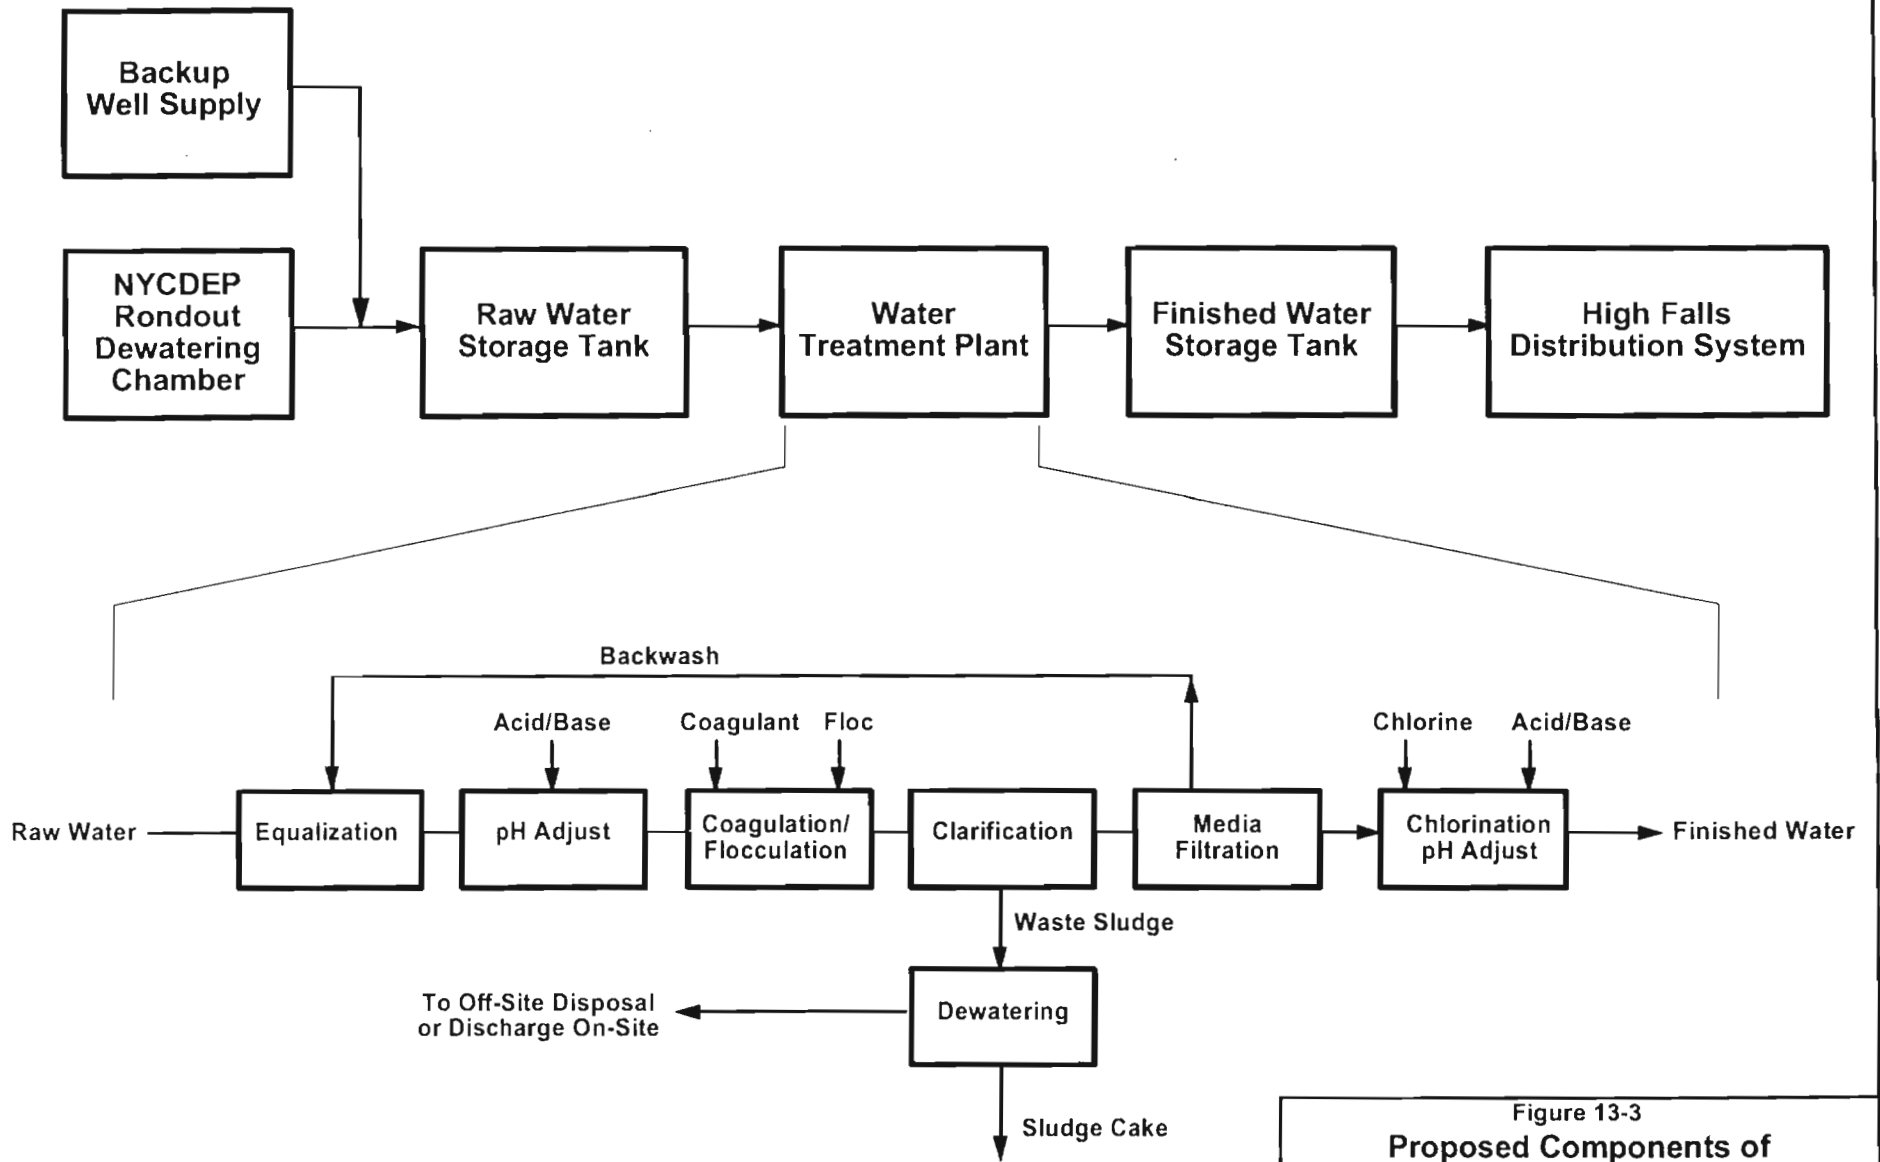 Backup
Well Supply
NYCDEP
Rondout
Dewatering
Chamber
Raw Water
Storage Tank
Water
Treatment Plant
Finished Water
Storage Tank
High Falls
Distribution System
Backwash
Acid/Base
Coagulant
Floc
Chlorine
Acid/Base
Raw Water
Equalization
pH Adjust
Coagulation/
Flocculation
Clarification
Media
Filtration
Chlorination
pH Adjust
Finished Water
Waste Sludge
To Off-Site Disposal
or Discharge On-Site
Dewatering
Sludge Cake
Figure 13-3
Proposed Components of